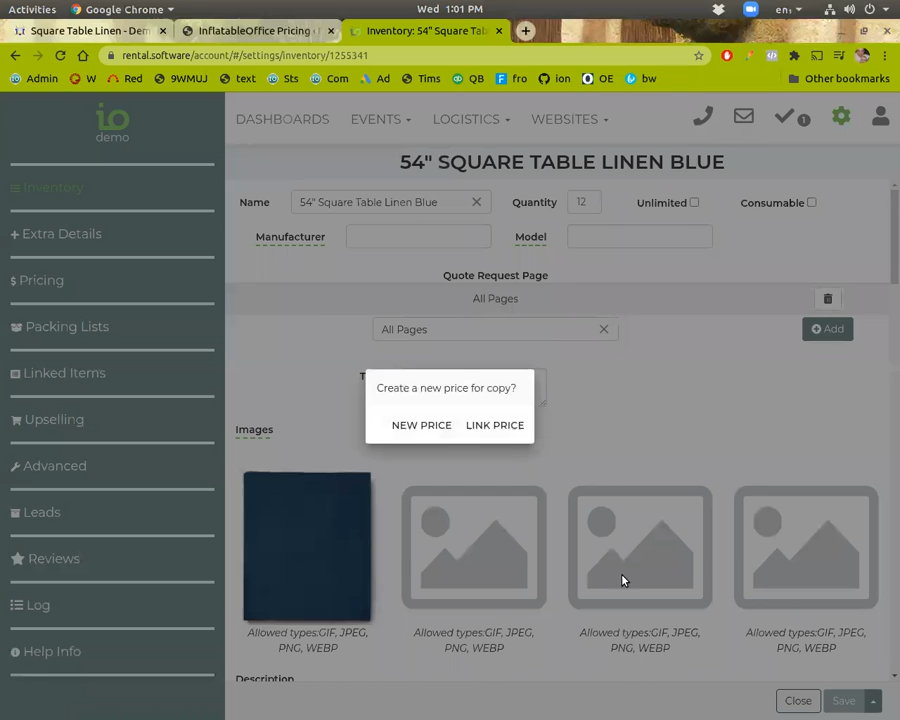 Activities Google Chrome Wed 1:01 PM en
Square Table Linen - Dem InflatableOffice Pricing Inventory: 54" Square Tab
rental.software/account/#/settings/inventory/1255341
Admin W Red 9WMUJ text Sts Com Ad Tims QB fro ion OE bw Other bookmarks
io
demo
DASHBOARDS EVENTS LOGISTICS WEBSITES 1
Inventory
Extra Details
$ Pricing
Packing Lists
Linked Items
Upselling
Advanced
Leads
Reviews
Log
Help Info
54" SQUARE TABLE LINEN BLUE
Name 54" Square Table Linen Blue Quantity 12 Unlimited Consumable
Manufacturer Model
Quote Request Page
All Pages
All Pages Add
Create a new price for copy?
NEW PRICE LINK PRICE
Images
Allowed types:GIF, JPEG, Allowed types:GIF, JPEG, Allowed types:GIF, JPEG, Allowed types:GIF, JPEG,
PNG, WEBP PNG, WEBP PNG, WEBP PNG, WEBP
Description
Close Save